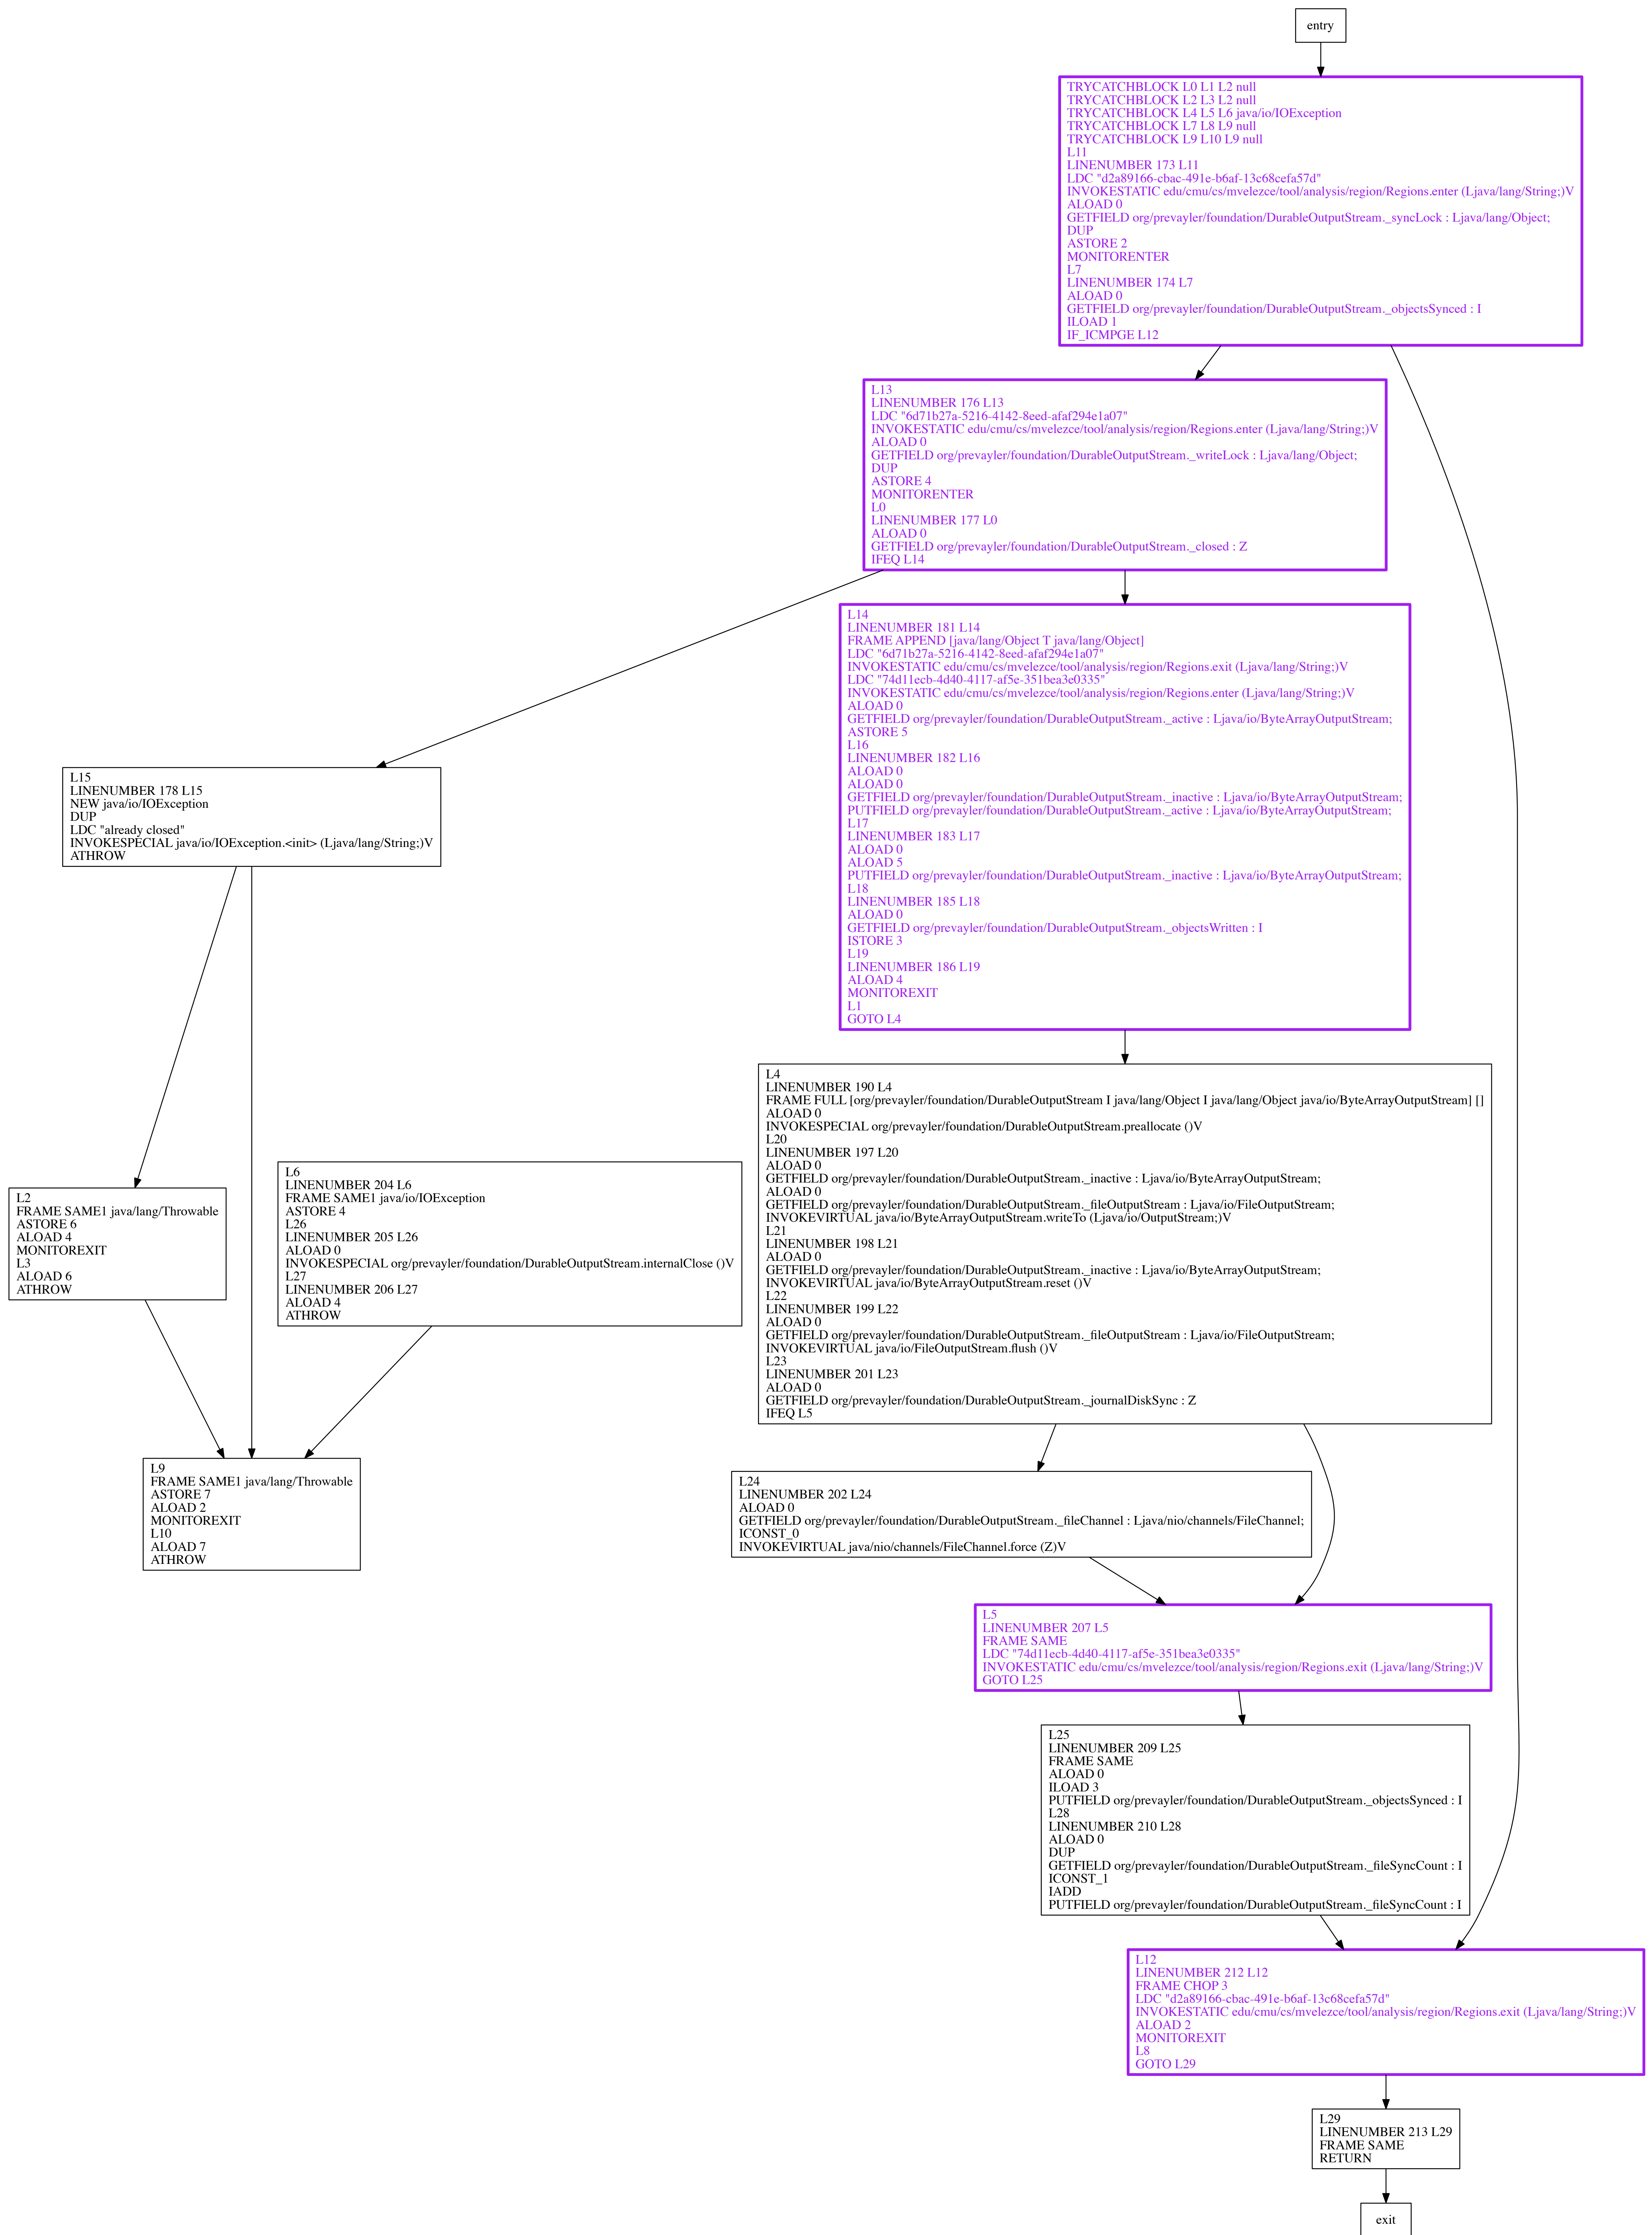 entry
TRYCATCHBLOCK L0 L1 L2 null
TRYCATCHBLOCK L2 L3 L2 null
TRYCATCHBLOCK L4 L5 L6 java/io/IOException
TRYCATCHBLOCK L7 L8 L9 null
TRYCATCHBLOCK L9 L10 L9 null
L11
LINENUMBER 173 L11
LDC "d2a89166-cbac-491e-b6af-13c68cefa57d"
INVOKESTATIC edu/cmu/cs/mvelezce/tool/analysis/region/Regions.enter (Ljava/lang/String;)V
ALOAD 0
GETFIELD org/prevayler/foundation/DurableOutputStream._syncLock : Ljava/lang/Object;
DUP
ASTORE 2
MONITORENTER
L7
LINENUMBER 174 L7
ALOAD 0
GETFIELD org/prevayler/foundation/DurableOutputStream._objectsSynced : I
ILOAD 1
IF_ICMPGE L12
L13
LINENUMBER 176 L13
LDC "6d71b27a-5216-4142-8eed-afaf294e1a07"
INVOKESTATIC edu/cmu/cs/mvelezce/tool/analysis/region/Regions.enter (Ljava/lang/String;)V
ALOAD 0
GETFIELD org/prevayler/foundation/DurableOutputStream._writeLock : Ljava/lang/Object;
DUP
ASTORE 4
MONITORENTER
L0
LINENUMBER 177 L0
ALOAD 0
GETFIELD org/prevayler/foundation/DurableOutputStream._closed : Z
IFEQ L14
L14
LINENUMBER 181 L14
FRAME APPEND [java/lang/Object T java/lang/Object]
LDC "6d71b27a-5216-4142-8eed-afaf294e1a07"
INVOKESTATIC edu/cmu/cs/mvelezce/tool/analysis/region/Regions.exit (Ljava/lang/String;)V
LDC "74d11ecb-4d40-4117-af5e-351bea3e0335"
INVOKESTATIC edu/cmu/cs/mvelezce/tool/analysis/region/Regions.enter (Ljava/lang/String;)V
ALOAD 0
GETFIELD org/prevayler/foundation/DurableOutputStream._active : Ljava/io/ByteArrayOutputStream;
ASTORE 5
L16
LINENUMBER 182 L16
ALOAD 0
ALOAD 0
GETFIELD org/prevayler/foundation/DurableOutputStream._inactive : Ljava/io/ByteArrayOutputStream;
PUTFIELD org/prevayler/foundation/DurableOutputStream._active : Ljava/io/ByteArrayOutputStream;
L17
LINENUMBER 183 L17
ALOAD 0
ALOAD 5
PUTFIELD org/prevayler/foundation/DurableOutputStream._inactive : Ljava/io/ByteArrayOutputStream;
L18
LINENUMBER 185 L18
ALOAD 0
GETFIELD org/prevayler/foundation/DurableOutputStream._objectsWritten : I
ISTORE 3
L19
LINENUMBER 186 L19
ALOAD 4
MONITOREXIT
L1
GOTO L4
L15
LINENUMBER 178 L15
NEW java/io/IOException
DUP
LDC "already closed"
INVOKESPECIAL java/io/IOException.<init> (Ljava/lang/String;)V
ATHROW
L4
LINENUMBER 190 L4
FRAME FULL [org/prevayler/foundation/DurableOutputStream I java/lang/Object I java/lang/Object java/io/ByteArrayOutputStream] []
ALOAD 0
INVOKESPECIAL org/prevayler/foundation/DurableOutputStream.preallocate ()V
L20
LINENUMBER 197 L20
ALOAD 0
GETFIELD org/prevayler/foundation/DurableOutputStream._inactive : Ljava/io/ByteArrayOutputStream;
ALOAD 0
GETFIELD org/prevayler/foundation/DurableOutputStream._fileOutputStream : Ljava/io/FileOutputStream;
INVOKEVIRTUAL java/io/ByteArrayOutputStream.writeTo (Ljava/io/OutputStream;)V
L21
LINENUMBER 198 L21
ALOAD 0
GETFIELD org/prevayler/foundation/DurableOutputStream._inactive : Ljava/io/ByteArrayOutputStream;
INVOKEVIRTUAL java/io/ByteArrayOutputStream.reset ()V
L22
LINENUMBER 199 L22
ALOAD 0
GETFIELD org/prevayler/foundation/DurableOutputStream._fileOutputStream : Ljava/io/FileOutputStream;
INVOKEVIRTUAL java/io/FileOutputStream.flush ()V
L23
LINENUMBER 201 L23
ALOAD 0
GETFIELD org/prevayler/foundation/DurableOutputStream._journalDiskSync : Z
IFEQ L5
L2
FRAME SAME1 java/lang/Throwable
ASTORE 6
ALOAD 4
MONITOREXIT
L3
ALOAD 6
ATHROW
L6
LINENUMBER 204 L6
FRAME SAME1 java/io/IOException
ASTORE 4
L26
LINENUMBER 205 L26
ALOAD 0
INVOKESPECIAL org/prevayler/foundation/DurableOutputStream.internalClose ()V
L27
LINENUMBER 206 L27
ALOAD 4
ATHROW
L9
FRAME SAME1 java/lang/Throwable
ASTORE 7
ALOAD 2
MONITOREXIT
L10
ALOAD 7
ATHROW
L24
LINENUMBER 202 L24
ALOAD 0
GETFIELD org/prevayler/foundation/DurableOutputStream._fileChannel : Ljava/nio/channels/FileChannel;
ICONST_0
INVOKEVIRTUAL java/nio/channels/FileChannel.force (Z)V
L5
LINENUMBER 207 L5
FRAME SAME
LDC "74d11ecb-4d40-4117-af5e-351bea3e0335"
INVOKESTATIC edu/cmu/cs/mvelezce/tool/analysis/region/Regions.exit (Ljava/lang/String;)V
GOTO L25
L25
LINENUMBER 209 L25
FRAME SAME
ALOAD 0
ILOAD 3
PUTFIELD org/prevayler/foundation/DurableOutputStream._objectsSynced : I
L28
LINENUMBER 210 L28
ALOAD 0
DUP
GETFIELD org/prevayler/foundation/DurableOutputStream._fileSyncCount : I
ICONST_1
IADD
PUTFIELD org/prevayler/foundation/DurableOutputStream._fileSyncCount : I
L12
LINENUMBER 212 L12
FRAME CHOP 3
LDC "d2a89166-cbac-491e-b6af-13c68cefa57d"
INVOKESTATIC edu/cmu/cs/mvelezce/tool/analysis/region/Regions.exit (Ljava/lang/String;)V
ALOAD 2
MONITOREXIT
L8
GOTO L29
L29
LINENUMBER 213 L29
FRAME SAME
RETURN
exit